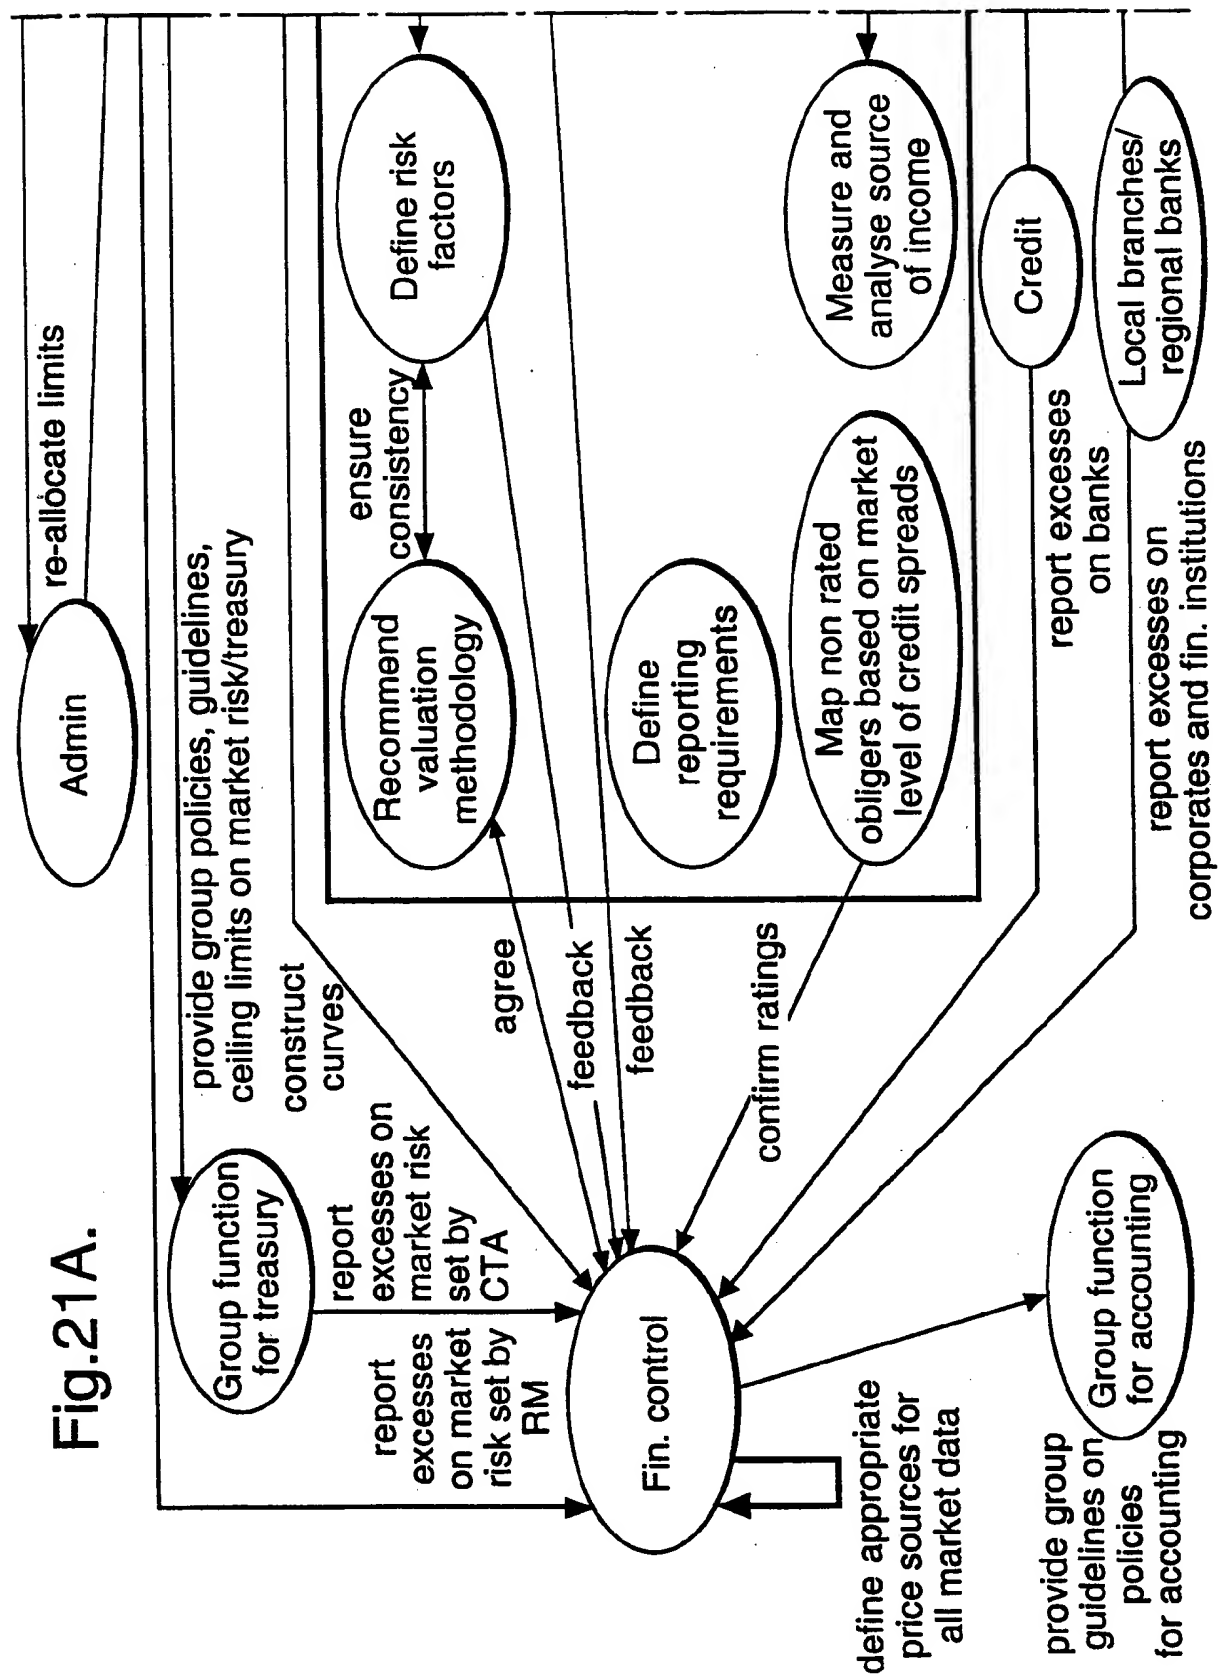 Fig.21A.
Admin
re-allocate limits
provide group policies, guidelines,
ceiling limits on market risk/treasury
Group function
for treasury
construct
curves
report
excesses on
market risk
set by
CTA
report
excesses
on market
risk set by
RM
Fin. control
agree
feedback
feedback
confirm ratings
Recommend
valuation
methodology
ensure
consistency
Define risk
factors
Define
reporting
requirements
Map non rated
obligers based on market
level of credit spreads
Measure and
analyse source
of income
Credit
report excesses
on banks
Local branches/
regional banks
report excesses on
corporates and fin. institutions
define appropriate
price sources for
all market data
Group function
for accounting
provide group
guidelines on
policies
for accounting